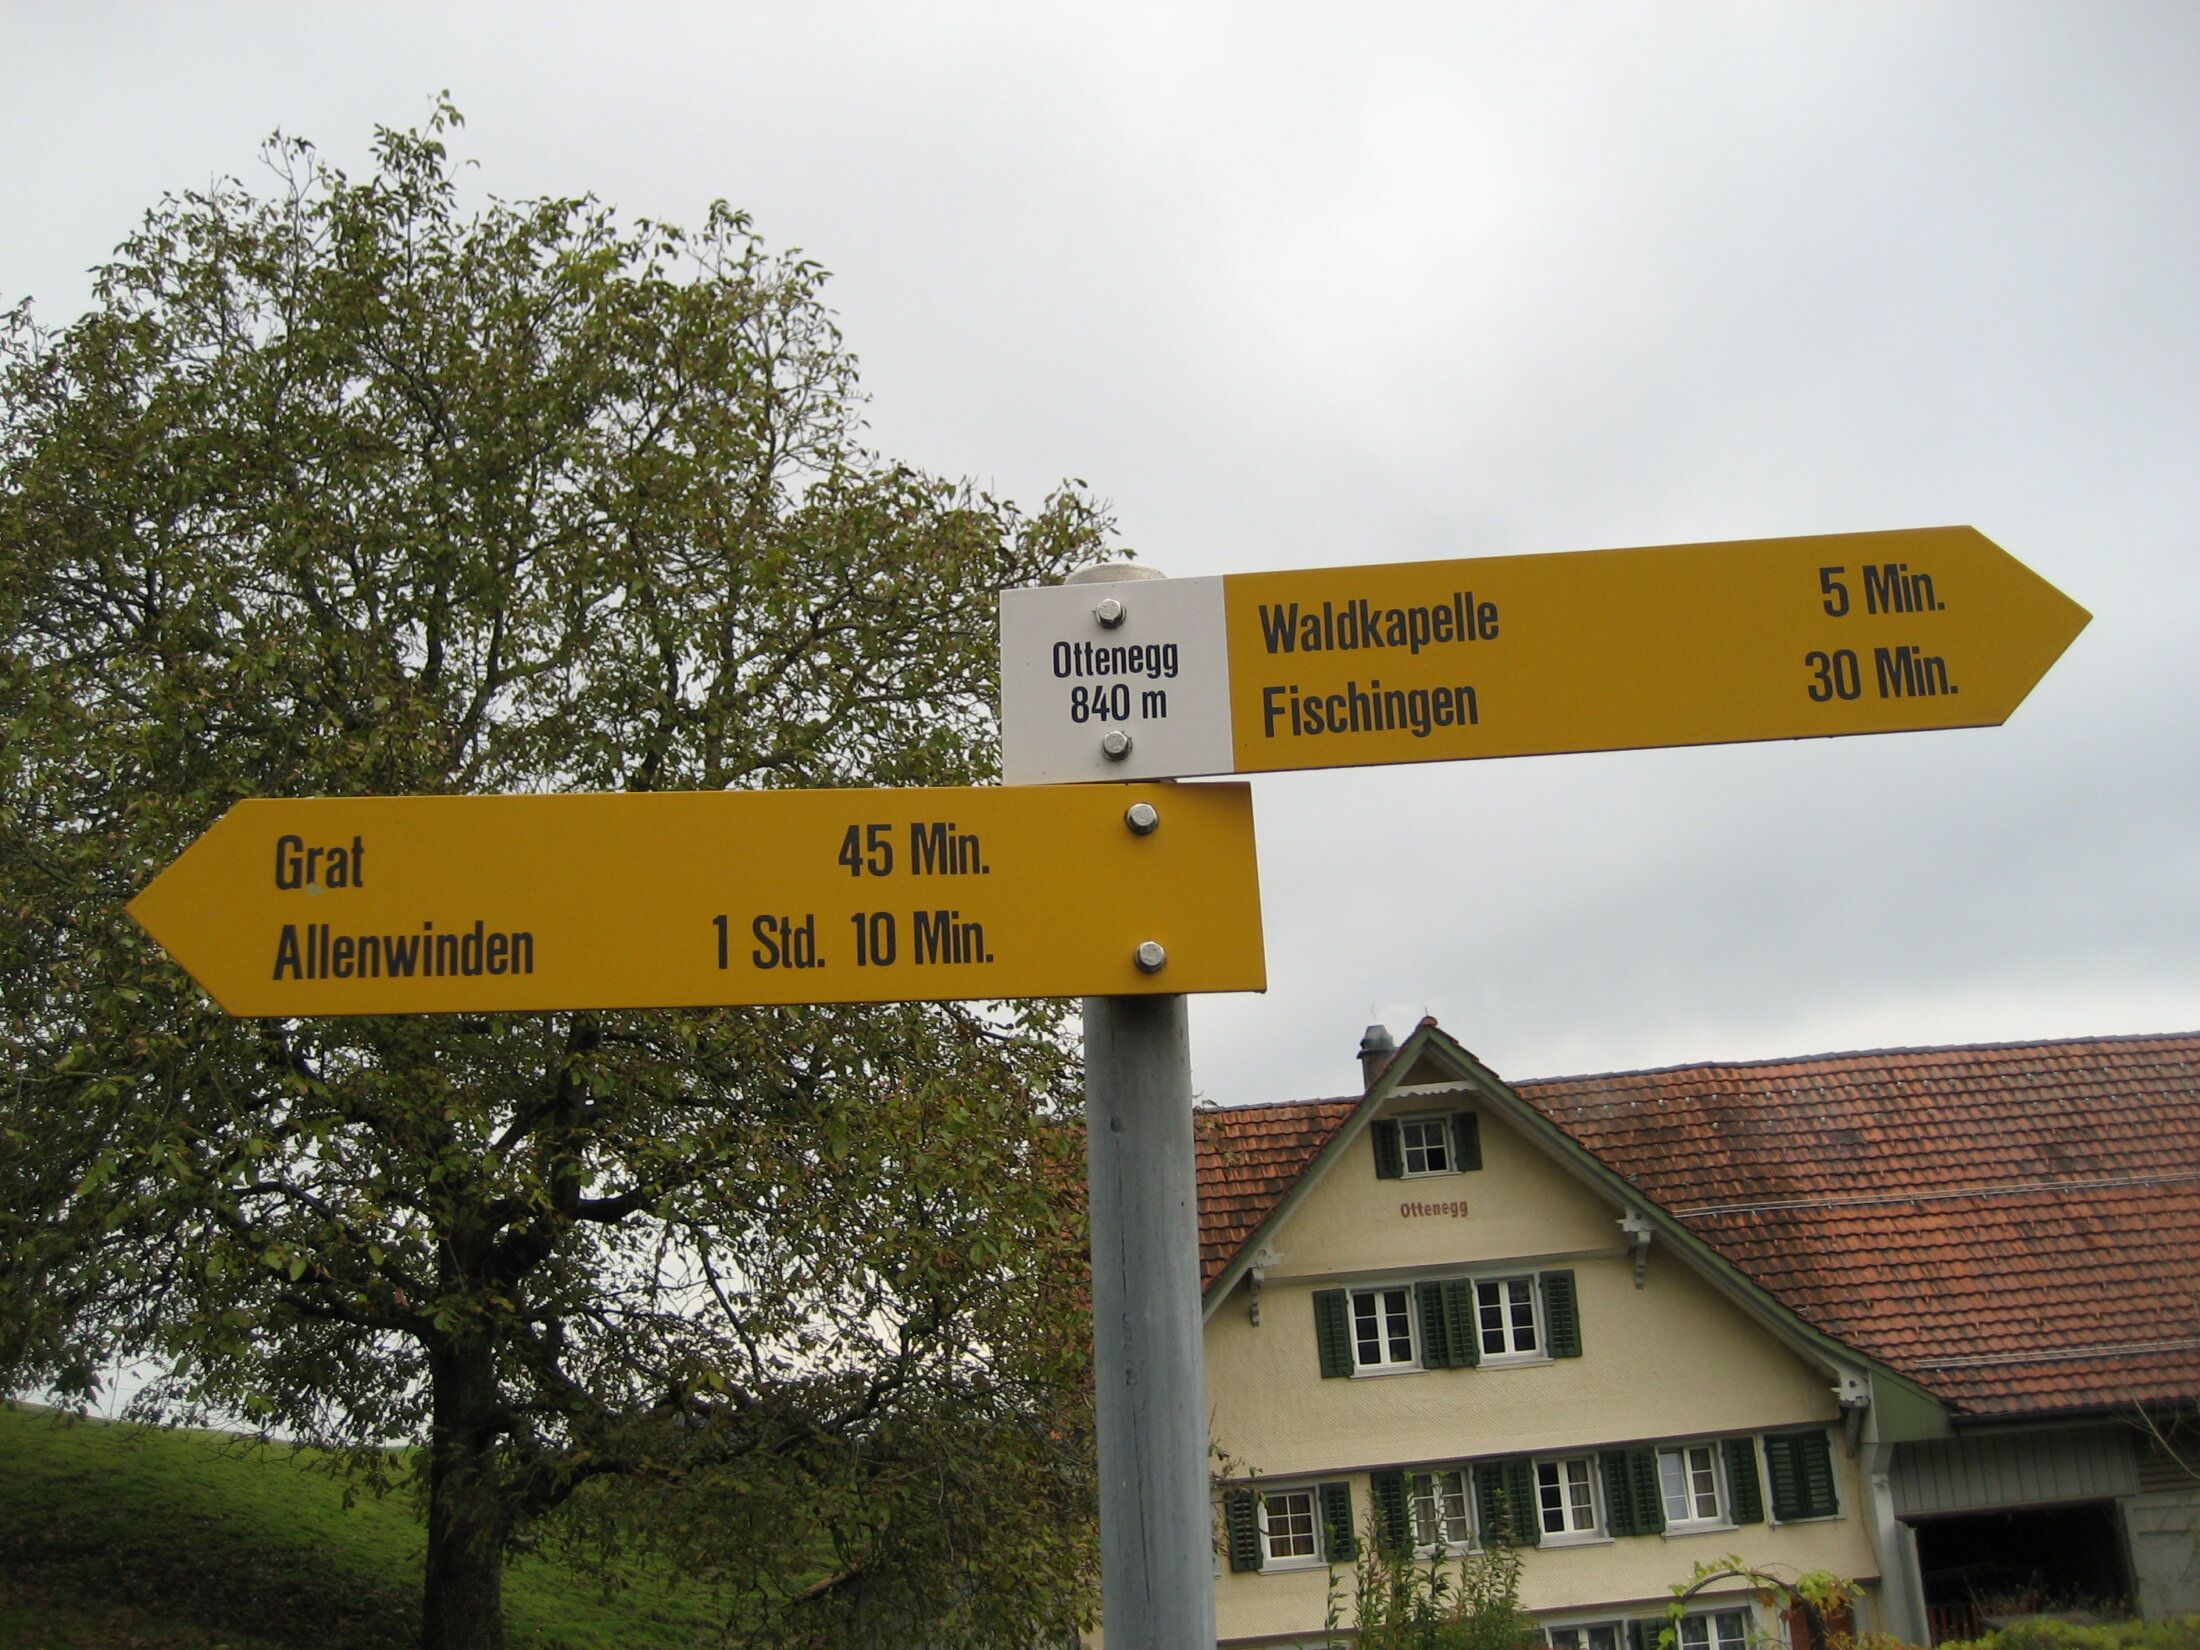 Ottenegg
840 m
Waldkapelle 5 Min.
Fischingen 30 Min.
Grat 45 Min.
Allenwinden 1 Std. 10 Min.
Ottenegg